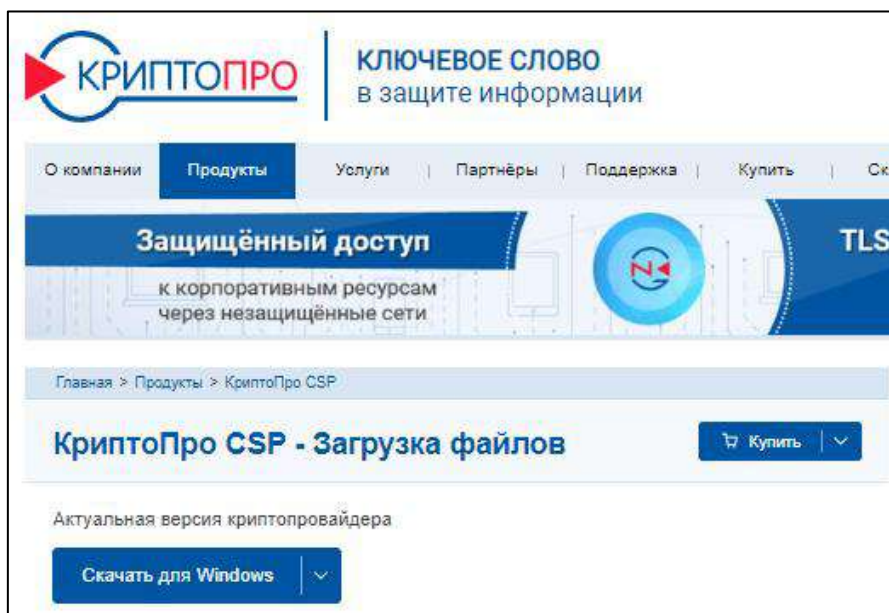 КРИПТОПРО
КЛЮЧЕВОЕ СЛОВО
в защите информации
О компании
Продукты
Услуги
|
Партнёры
|
Поддержка
|
Купить
|
Ск
Защищённый доступ
к корпоративным ресурсам
через незащищённые сети
TLS
Главная > Продукты > КриптоПро CSP
КриптоПро CSP - Загрузка файлов
Купить
Актуальная версия криптопровайдера
Скачать для Windows